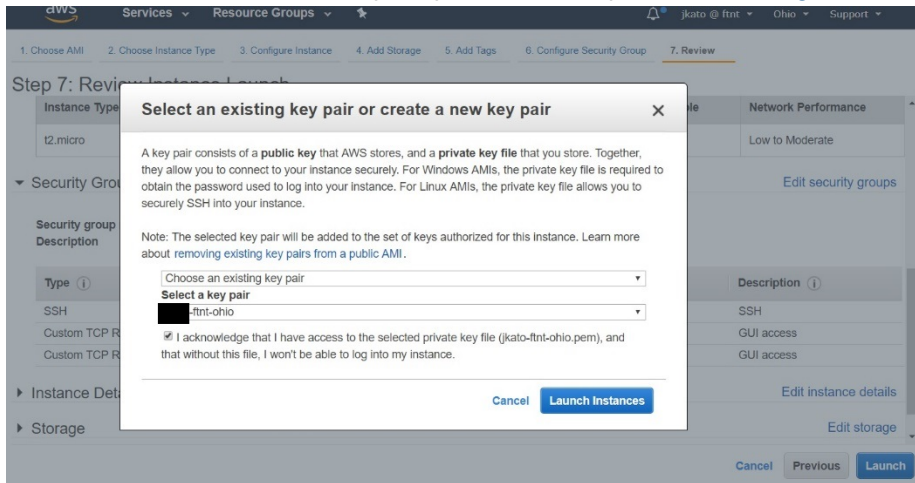 aws Services Resource Groups jkato @ ftnt Ohio Support
1. Choose AMI 2. Choose Instance Type 3. Configure Instance 4. Add Storage 5. Add Tags 6. Configure Security Group 7. Review
Step 7: Review Instance Launch
Instance Type Network Performance
t2.micro Low to Moderate
Select an existing key pair or create a new key pair ×
A key pair consists of a public key that AWS stores, and a private key file that you store. Together,
they allow you to connect to your instance securely. For Windows AMIs, the private key file is required to
obtain the password used to log into your instance. For Linux AMIs, the private key file allows you to
securely SSH into your instance.
Note: The selected key pair will be added to the set of keys authorized for this instance. Learn more
about removing existing key pairs from a public AMI.
Choose an existing key pair
Select a key pair
-ftnt-ohio
I acknowledge that I have access to the selected private key file (jkato-ftnt-ohio.pem), and
that without this file, I won't be able to log into my instance.
Cancel Launch Instances
Security Grou Edit security groups
Security group
Description
Type Description
SSH SSH
Custom TCP R GUI access
Custom TCP R GUI access
Instance Deta Edit instance details
Storage Edit storage
Cancel Previous Launch